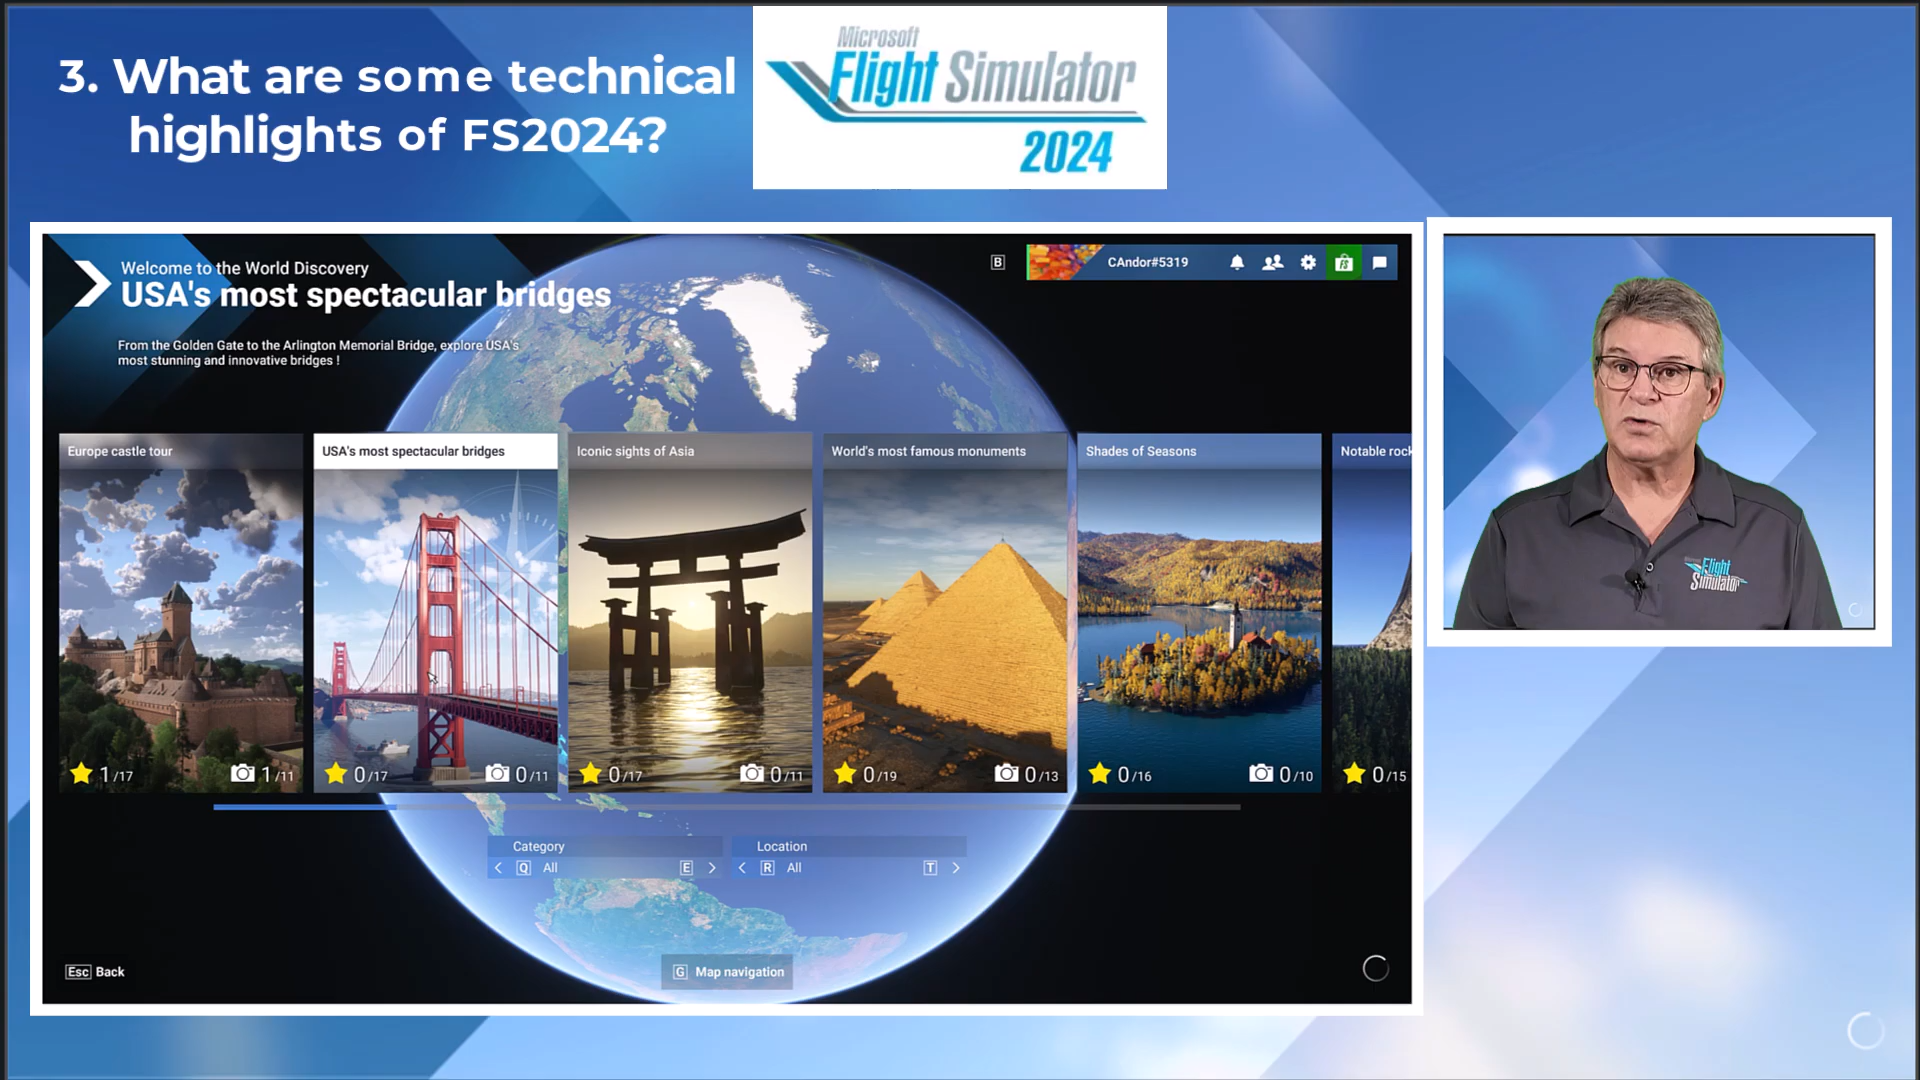 3. What are some technical
highlights of FS2024?
Microsoft
Flight Simulator
2024
Welcome to the World Discovery
USA's most spectacular bridges
From the Golden Gate to the Arlington Memorial Bridge, explore USA's
most stunning and innovative bridges !
B
CAndor#5319
FS
Europe castle tour
USA's most spectacular bridges
Iconic sights of Asia
World's most famous monuments
Shades of Seasons
Notable rock
1/17
1/11
0/17
0/11
0/17
0/11
0/19
0/13
0/16
0/10
0/15
Category
Q All E
Location
R All T
Esc Back
G Map navigation
Flight
Simulator